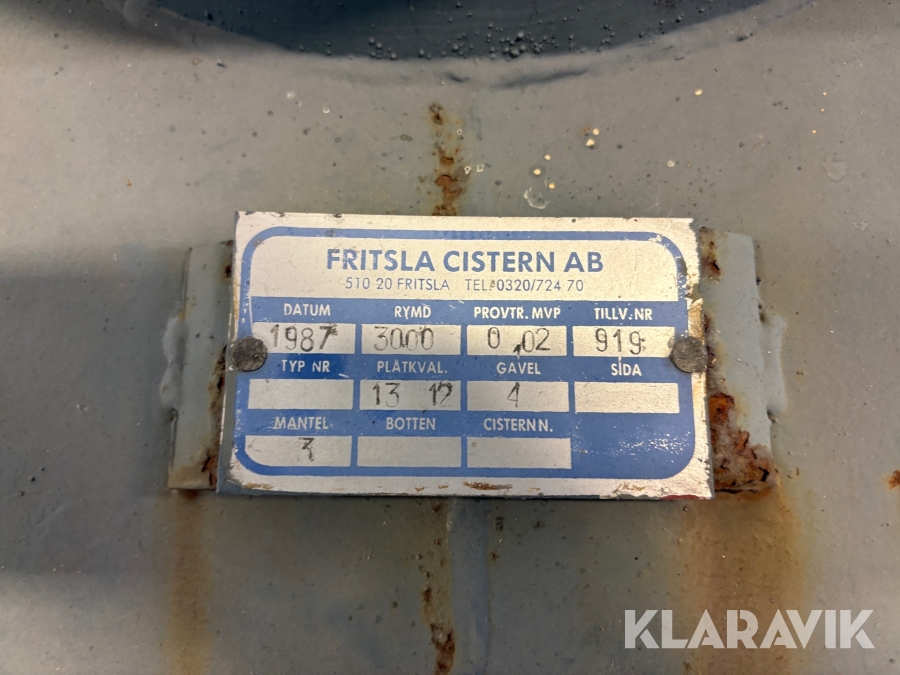 FRITSLA CISTERN AB
510 20 FRITSLA TEL. 0320/724 70
DATUM RYMD PROVTR. MVP TILLV. NR
1987 3000 0,02 919
TYP NR PLÅTKVAL. GAVEL SIDA
13 12 4
MANTEL BOTTEN CISTERN N.
3
KLARAVIK